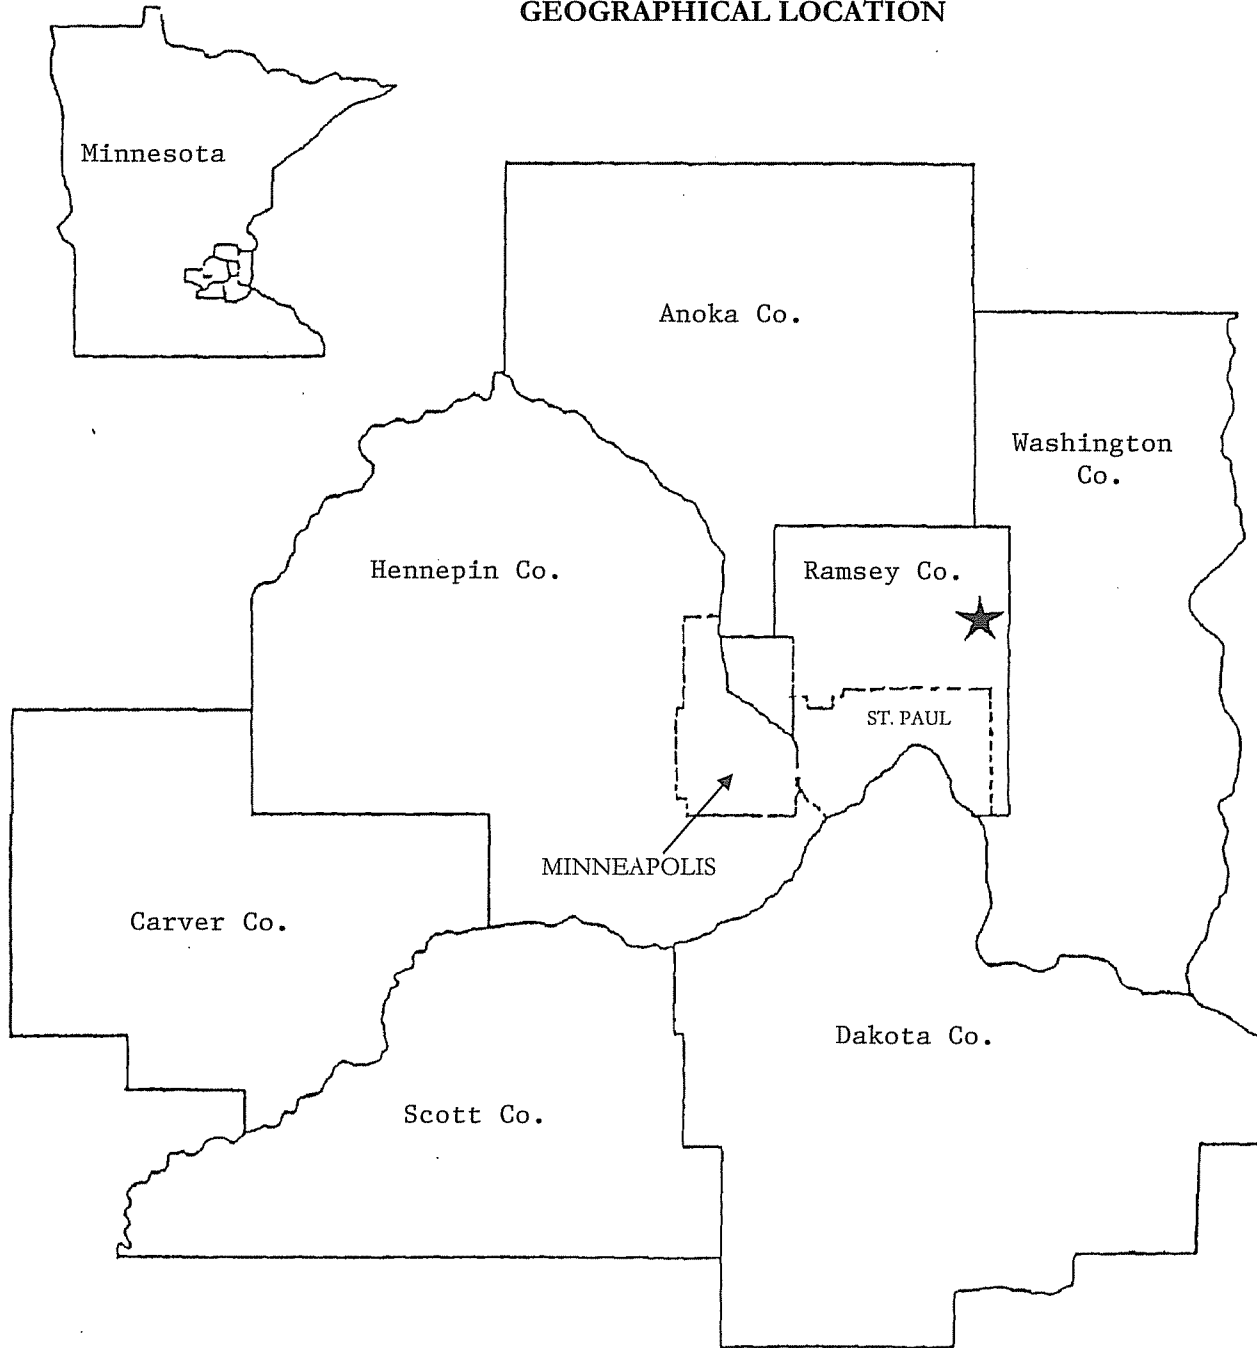 GEOGRAPHICAL LOCATION
Minnesota
Anoka Co.
Washington
Co.
Hennepin Co.
Ramsey Co.
ST. PAUL
MINNEAPOLIS
Carver Co.
Dakota Co.
Scott Co.